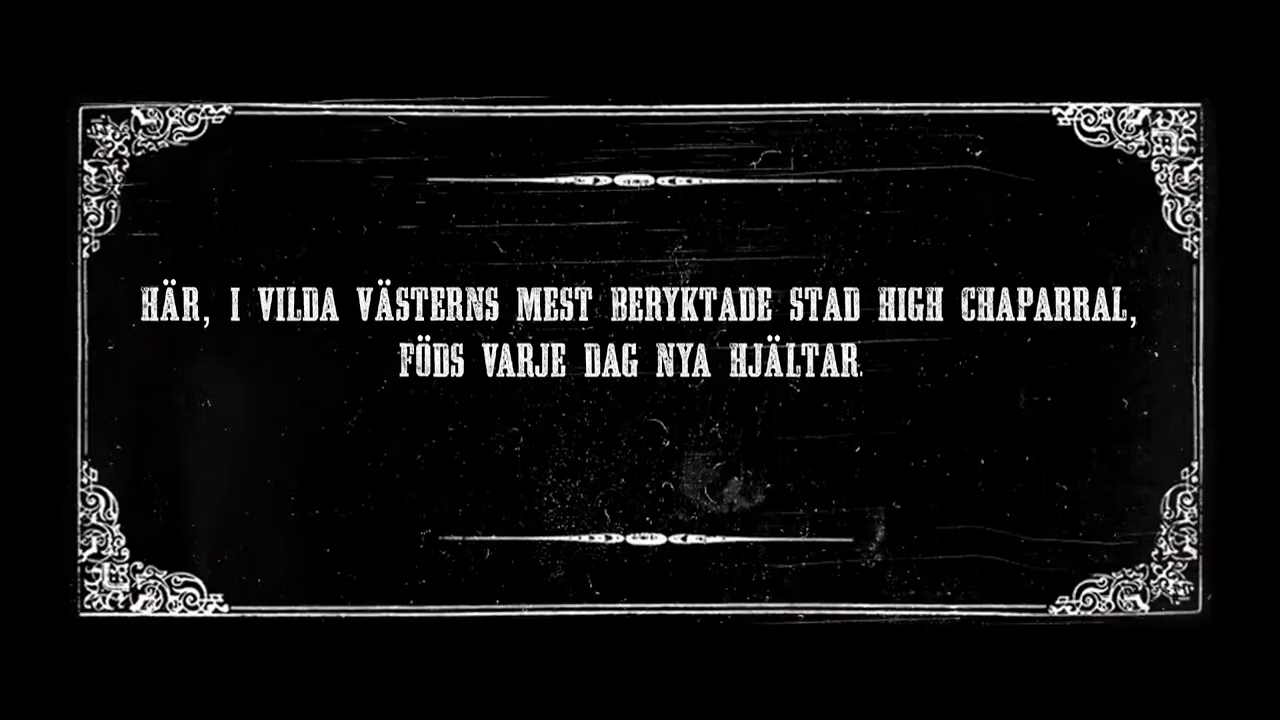 HÄR, I VILDA VÄSTERNS MEST BERYKTADE STAD HIGH CHAPARRAL,
FÖDS VARJE DAG NYA HJÄLTAR.